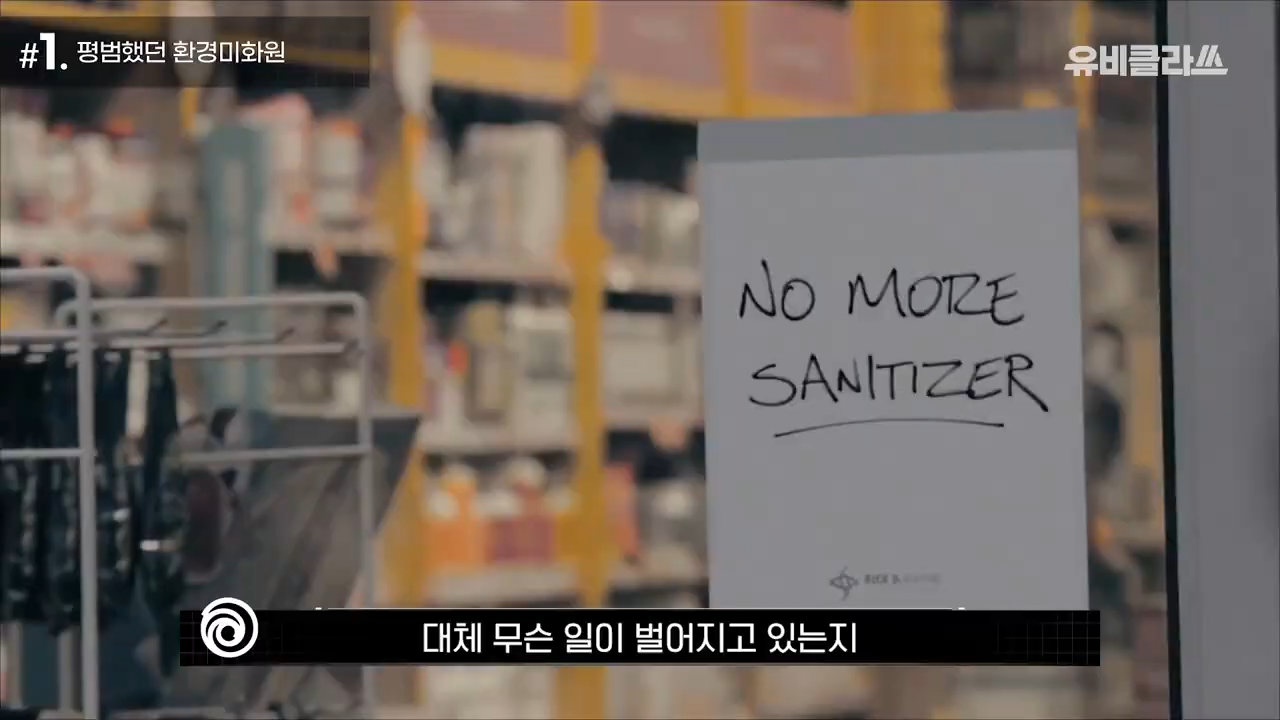 #1. 평범했던 환경미화원
유비클라쓰
NO MORE
SANITIZER
대체 무슨 일이 벌어지고 있는지